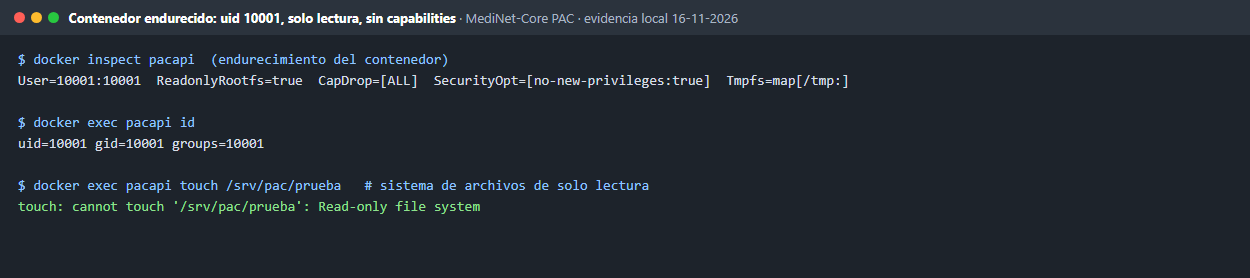 Contenedor endurecido: uid 10001, solo lectura, sin capabilities · MediNet-Core PAC · evidencia local 16-11-2026
$ docker inspect pacapi  (endurecimiento del contenedor)
User=10001:10001  ReadonlyRootfs=true  CapDrop=[ALL]  SecurityOpt=[no-new-privileges:true]  Tmpfs=map[/tmp:]
$ docker exec pacapi id
uid=10001 gid=10001 groups=10001
$ docker exec pacapi touch /srv/pac/prueba   # sistema de archivos de solo lectura
touch: cannot touch '/srv/pac/prueba': Read-only file system